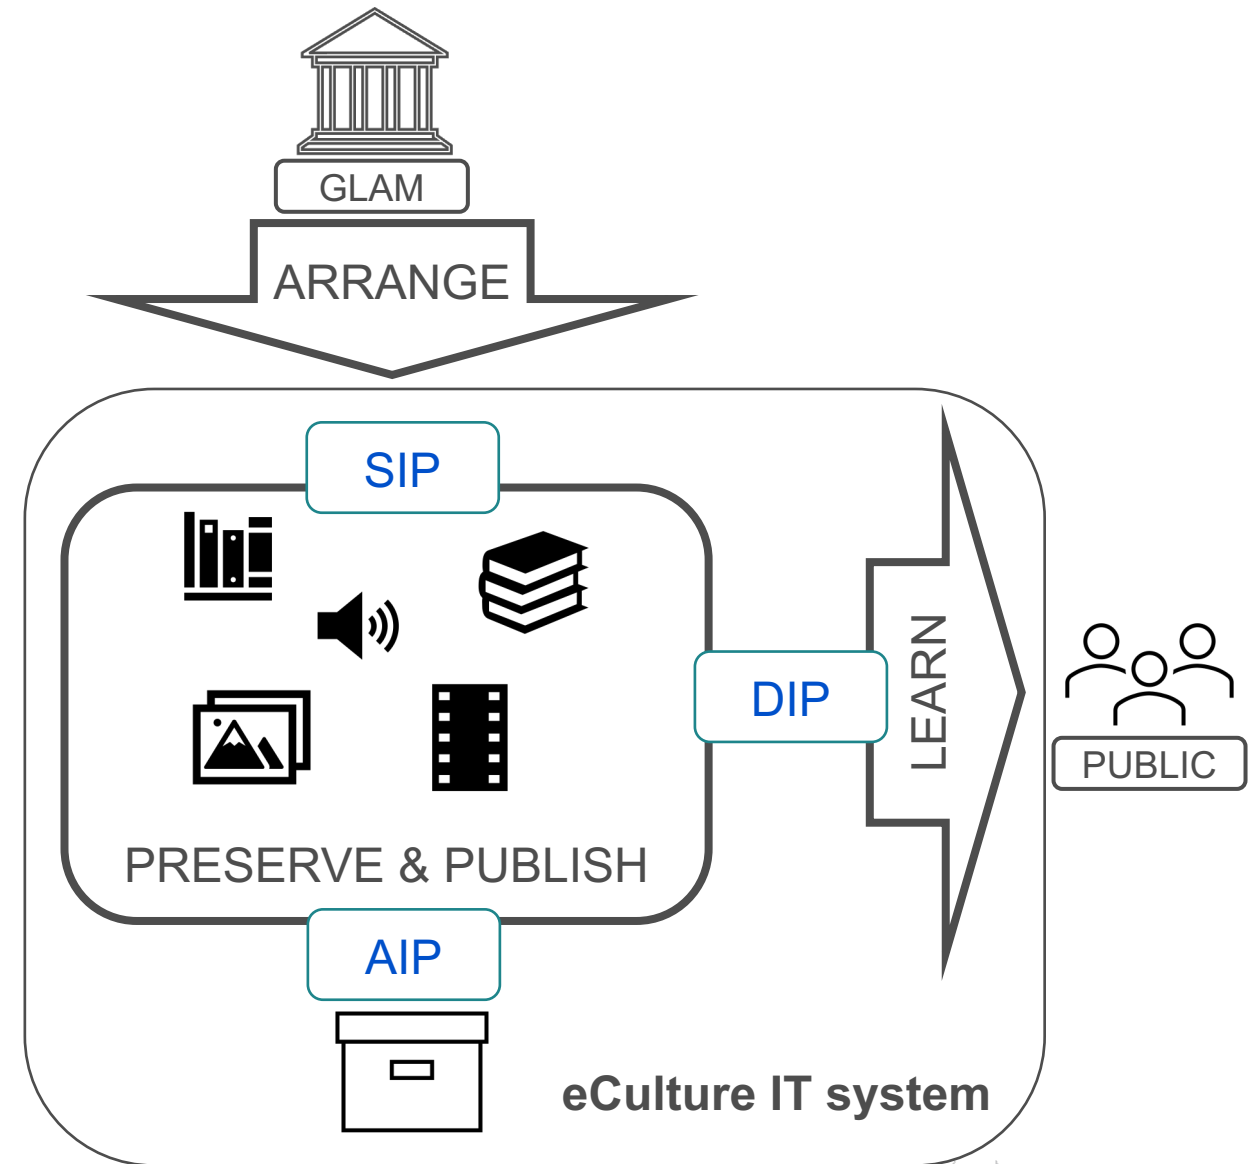 GLAM
ARRANGE
SIP
DIP
LEARN
PUBLIC
PRESERVE & PUBLISH
AIP
eCulture IT system